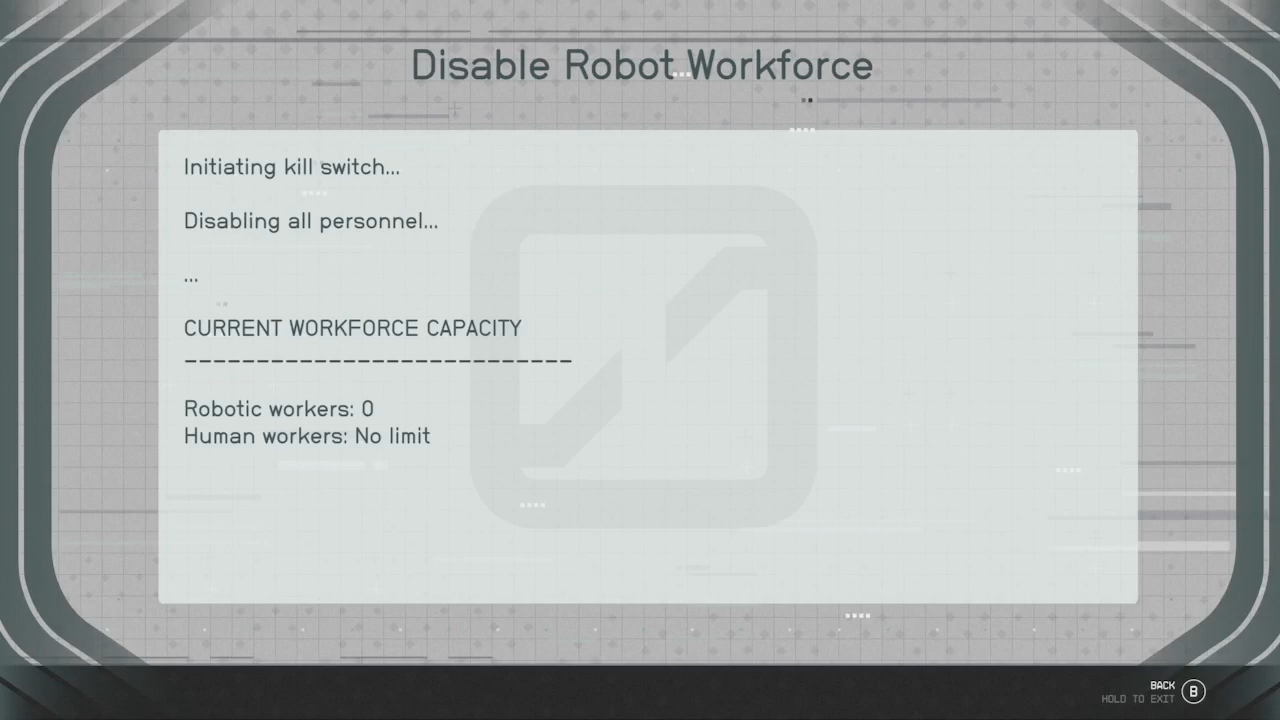 Disable Robot Workforce
Initiating kill switch...
Disabling all personnel...
...
CURRENT WORKFORCE CAPACITY
---------------------------
Robotic workers: 0
Human workers: No limit
BACK
HOLD TO EXIT
B